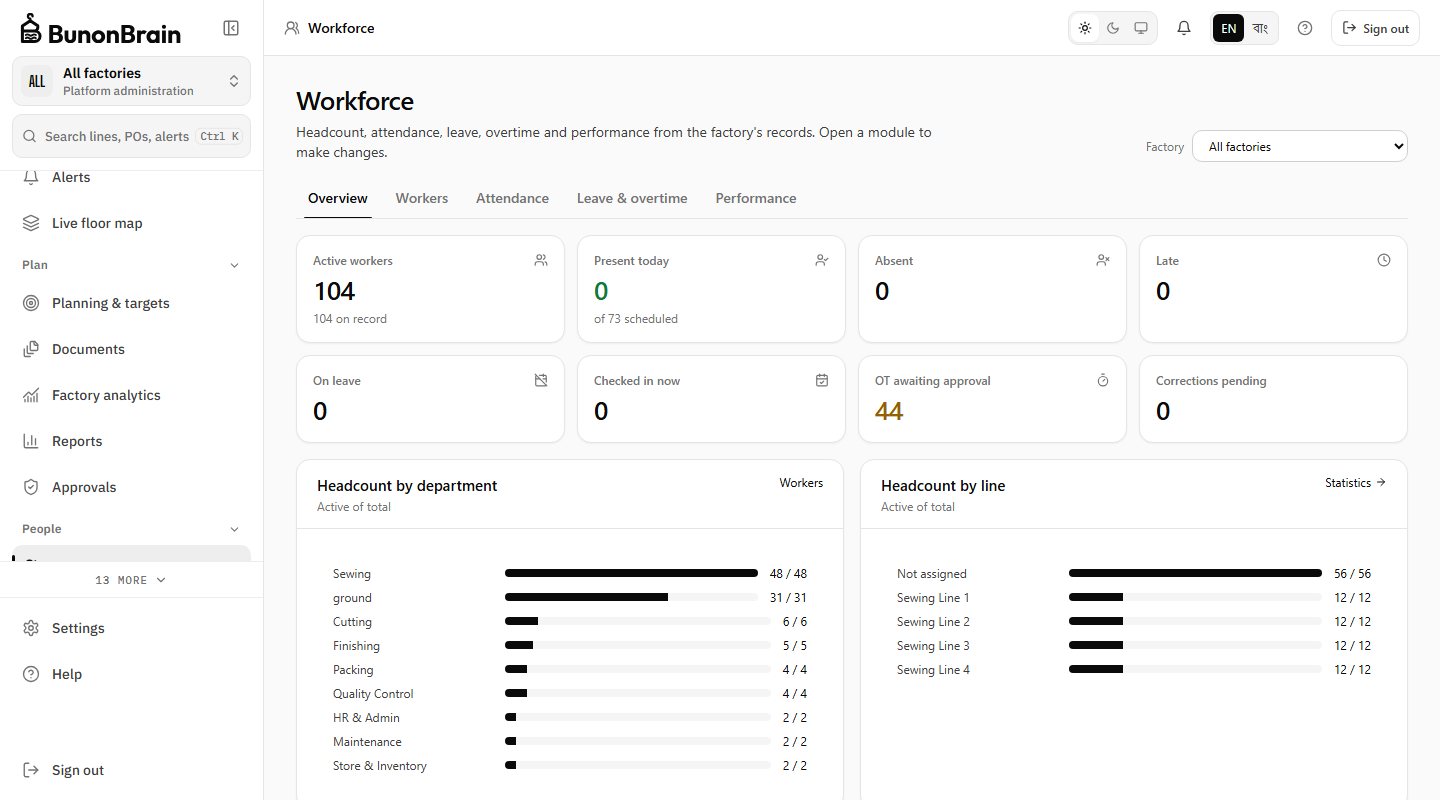 BunonBrain
ALL
All factories
Platform administration
Search lines, POs, alerts Ctrl K
Alerts
Live floor map
Plan
Planning & targets
Documents
Factory analytics
Reports
Approvals
People
13 MORE
Settings
Help
Sign out
Workforce
EN বাং
Sign out
Workforce
Headcount, attendance, leave, overtime and performance from the factory's records. Open a module to
make changes.
Factory All factories
Overview Workers Attendance Leave & overtime Performance
Active workers
104
104 on record
Present today
0
of 73 scheduled
Absent
0
Late
0
On leave
0
Checked in now
0
OT awaiting approval
44
Corrections pending
0
Headcount by department Workers
Active of total
Sewing 48 / 48
ground 31 / 31
Cutting 6 / 6
Finishing 5 / 5
Packing 4 / 4
Quality Control 4 / 4
HR & Admin 2 / 2
Maintenance 2 / 2
Store & Inventory 2 / 2
Headcount by line Statistics →
Active of total
Not assigned 56 / 56
Sewing Line 1 12 / 12
Sewing Line 2 12 / 12
Sewing Line 3 12 / 12
Sewing Line 4 12 / 12